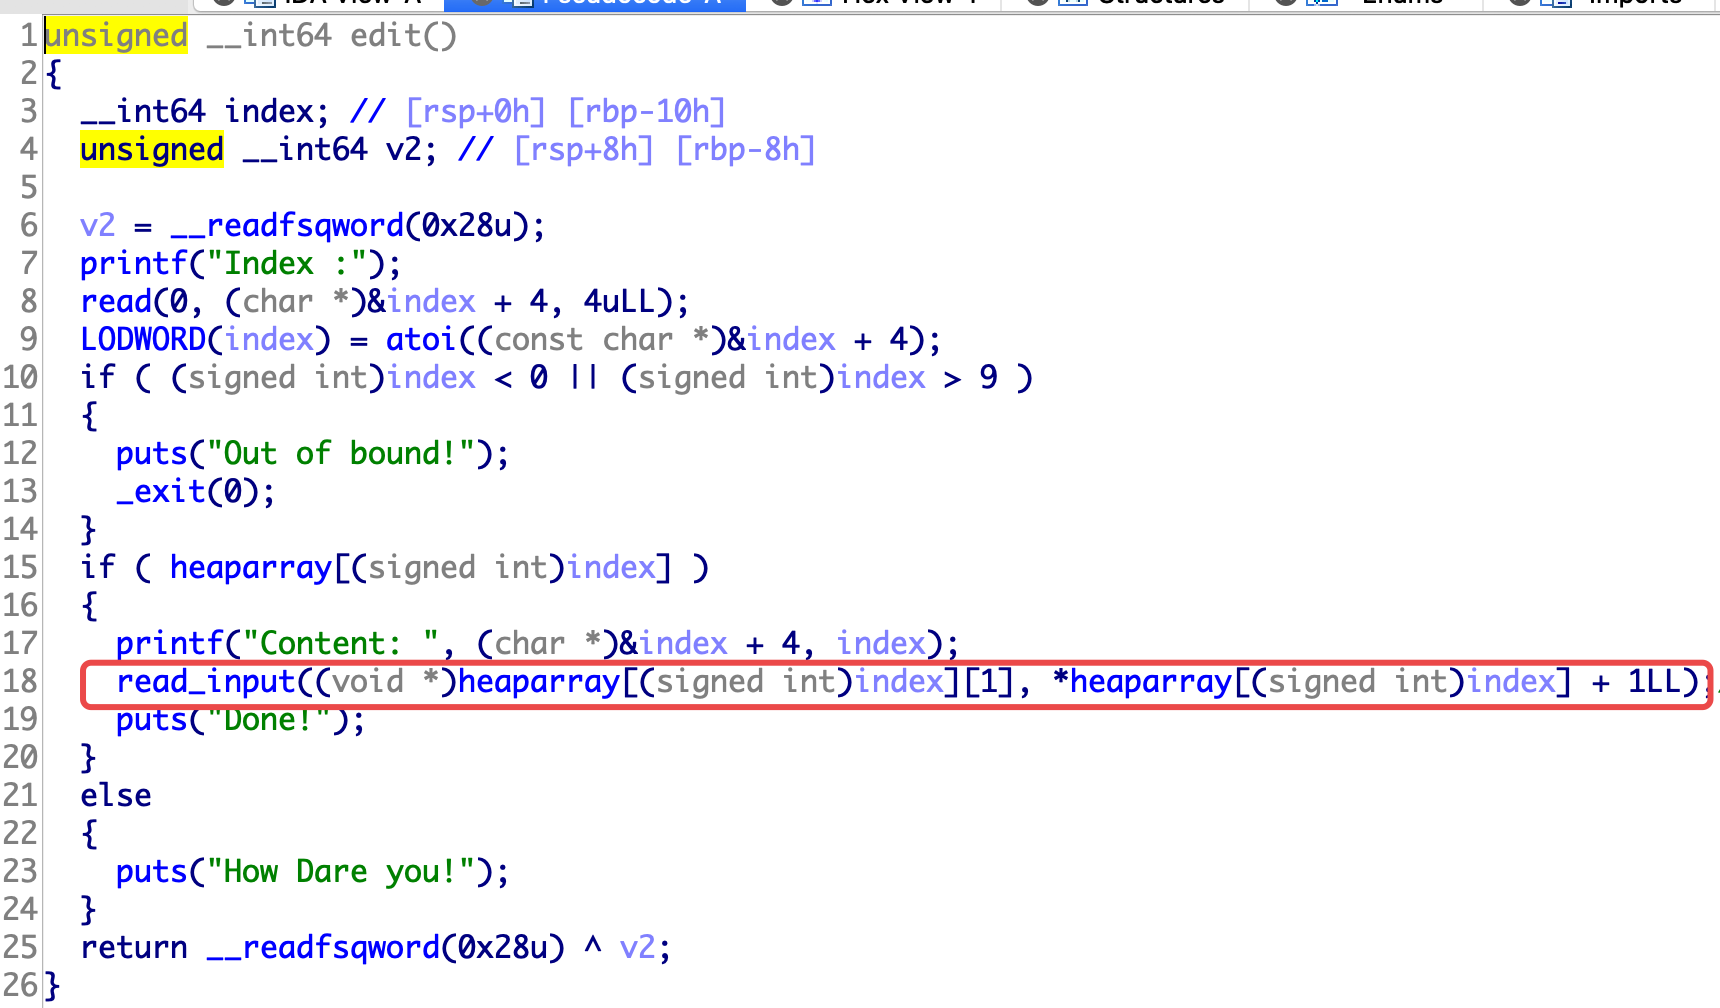 1 unsigned __int64 edit()
2 {
3   __int64 index; // [rsp+0h] [rbp-10h]
4   unsigned __int64 v2; // [rsp+8h] [rbp-8h]
5
6   v2 = __readfsqword(0x28u);
7   printf("Index :");
8   read(0, (char *)&index + 4, 4uLL);
9   LODWORD(index) = atoi((const char *)&index + 4);
10   if ( (signed int)index < 0 || (signed int)index > 9 )
11   {
12     puts("Out of bound!");
13     _exit(0);
14   }
15   if ( heaparray[(signed int)index] )
16   {
17     printf("Content: ", (char *)&index + 4, index);
18     read_input((void *)heaparray[(signed int)index][1], *heaparray[(signed int)index] + 1LL);
19     puts("Done!");
20   }
21   else
22   {
23     puts("How Dare you!");
24   }
25   return __readfsqword(0x28u) ^ v2;
26 }